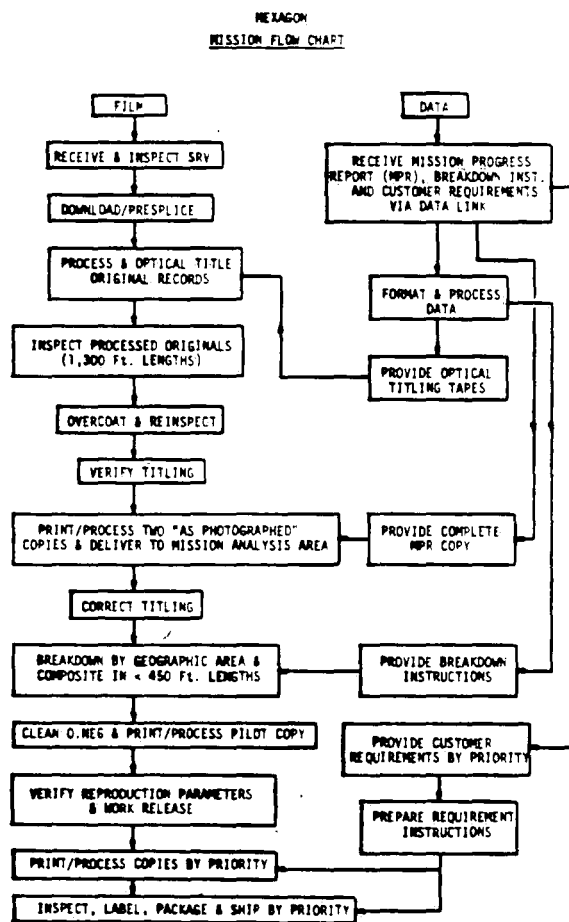 HEXAGON
MISSION FLOW CHART
FILM
RECEIVE & INSPECT SRV
DOWNLOAD/PRESPLICE
PROCESS & OPTICAL TITLE
ORIGINAL RECORDS
INSPECT PROCESSED ORIGINALS
(1,300 Ft. LENGTHS)
OVERCOAT & REINSPECT
VERIFY TITLING
PRINT/PROCESS TWO "AS PHOTOGRAPHED"
COPIES & DELIVER TO MISSION ANALYSIS AREA
CORRECT TITLING
BREAKDOWN BY GEOGRAPHIC AREA &
COMPOSITE IN < 450 Ft. LENGTHS
CLEAN O.NEG & PRINT/PROCESS PILOT COPY
VERIFY REPRODUCTION PARAMETERS
& WORK RELEASE
PRINT/PROCESS COPIES BY PRIORITY
INSPECT, LABEL, PACKAGE & SHIP BY PRIORITY
DATA
RECEIVE MISSION PROGRESS
REPORT (MPR), BREAKDOWN INST.
AND CUSTOMER REQUIREMENTS
VIA DATA LINK
FORMAT & PROCESS
DATA
PROVIDE OPTICAL
TITLING TAPES
PROVIDE COMPLETE
MPR COPY
PROVIDE BREAKDOWN
INSTRUCTIONS
PROVIDE CUSTOMER
REQUIREMENTS BY PRIORITY
PREPARE REQUIREMENT
INSTRUCTIONS